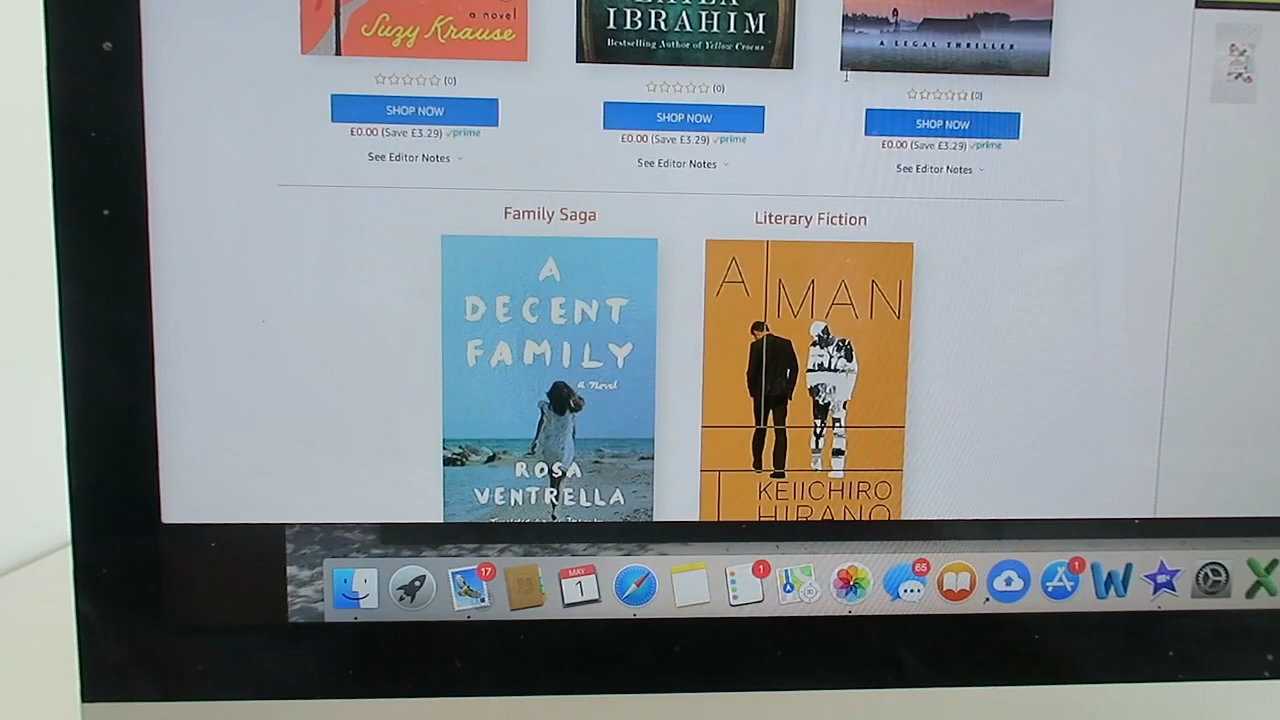 a novel
Suzy Krause
IBRAHIM
Bestselling Author of Yellow Crocus
A LEGAL THRILLER
(0)
(0)
(0)
SHOP NOW
SHOP NOW
SHOP NOW
£0.00 (Save £3.29) prime
£0.00 (Save £3.29) prime
£0.00 (Save £3.29) prime
See Editor Notes
See Editor Notes
See Editor Notes
Family Saga
Literary Fiction
A
DECENT
FAMILY
a Novel
ROSA
VENTRELLA
A
MAN
KEIICHIRO
HIRANO
17
MAY
1
1
65
1
W
X